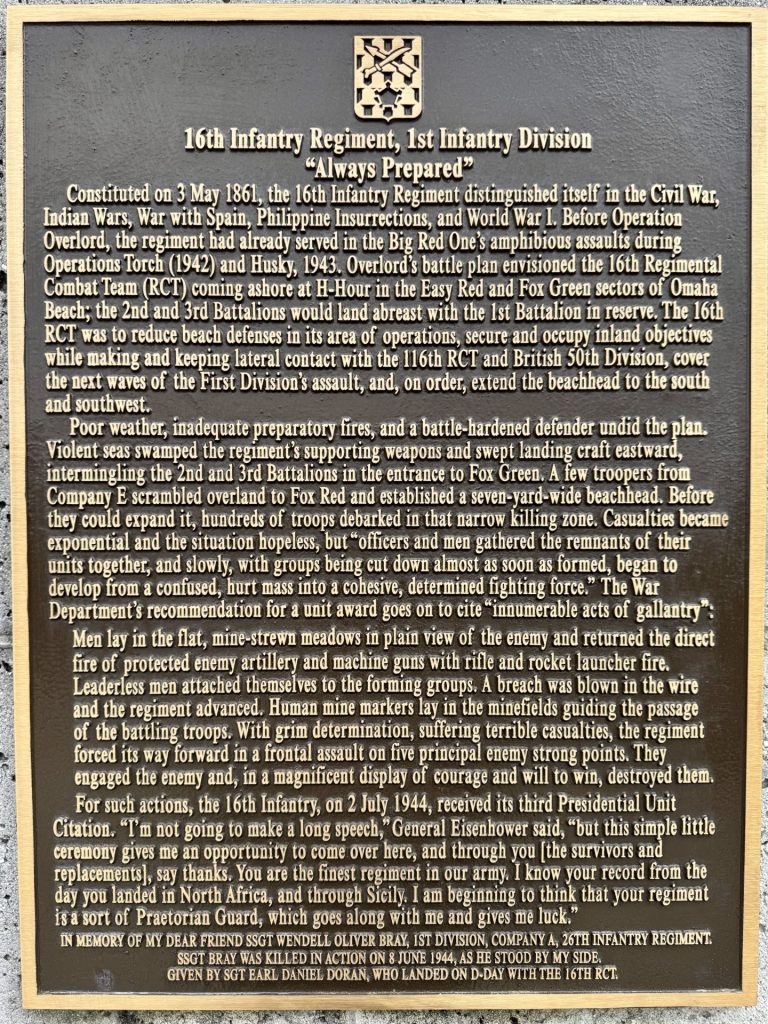 16th Infantry Regiment, 1st Infantry Division
“Always Prepared”
Constituted on 3 May 1861, the 16th Infantry Regiment distinguished itself in the Civil War,
Indian Wars, War with Spain, Philippine Insurrections, and World War I. Before Operation
Overlord, the regiment had already served in the Big Red One’s amphibious assaults during
Operations Torch (1942) and Husky, 1943. Overlord’s battle plan envisioned the 16th Regimental
Combat Team (RCT) coming ashore at H-Hour in the Easy Red and Fox Green sectors of Omaha
Beach; the 2nd and 3rd Battalions would land abreast with the 1st Battalion in reserve. The 16th
RCT was to reduce beach defenses in its area of operations, secure and occupy inland objectives
while making and keeping lateral contact with the 116th RCT and British 50th Division, cover
the next waves of the First Division’s assault, and, on order, extend the beachhead to the south
and southwest.
Poor weather, inadequate preparatory fires, and a battle-hardened defender undid the plan.
Violent seas swamped the regiment’s supporting weapons and swept landing craft eastward,
intermingling the 2nd and 3rd Battalions in the entrance to Fox Green. A few troopers from
Company E scrambled overland to Fox Red and established a seven-yard-wide beachhead. Before
they could expand it, hundreds of troops debarked in that narrow killing zone. Casualties became
exponential and the situation hopeless, but “officers and men gathered the remnants of their
units together, and slowly, with groups being cut down almost as soon as formed, began to
develop from a confused, hurt mass into a cohesive, determined fighting force.” The War
Department’s recommendation for a unit award goes on to cite “innumerable acts of gallantry”:
Men lay in the flat, mine-strewn meadows in plain view of the enemy and returned the direct
fire of protected enemy artillery and machine guns with rifle and rocket launcher fire.
Leaderless men attached themselves to the forming groups. A breach was blown in the wire
and the regiment advanced. Human mine markers lay in the minefields guiding the passage
of the battling troops. With grim determination, suffering terrible casualties, the regiment
forced its way forward in a frontal assault on five principal enemy strong points. They
engaged the enemy and, in a magnificent display of courage and will to win, destroyed them.
For such actions, the 16th Infantry, on 2 July 1944, received its third Presidential Unit
Citation. “I’m not going to make a long speech,” General Eisenhower said, “but this simple little
ceremony gives me an opportunity to come over here, and through you [the survivors and
replacements], say thanks. You are the finest regiment in our army. I know your record from the
day you landed in North Africa, and through Sicily. I am beginning to think that your regiment
is a sort of Praetorian Guard, which goes along with me and gives me luck.”
IN MEMORY OF MY DEAR FRIEND SSGT WENDELL OLIVER BRAY, 1ST DIVISION, COMPANY A, 26TH INFANTRY REGIMENT.
SSGT BRAY WAS KILLED IN ACTION ON 8 JUNE 1944, AS HE STOOD BY MY SIDE.
GIVEN BY SGT EARL DANIEL DORAN, WHO LANDED ON D-DAY WITH THE 16TH RCT.